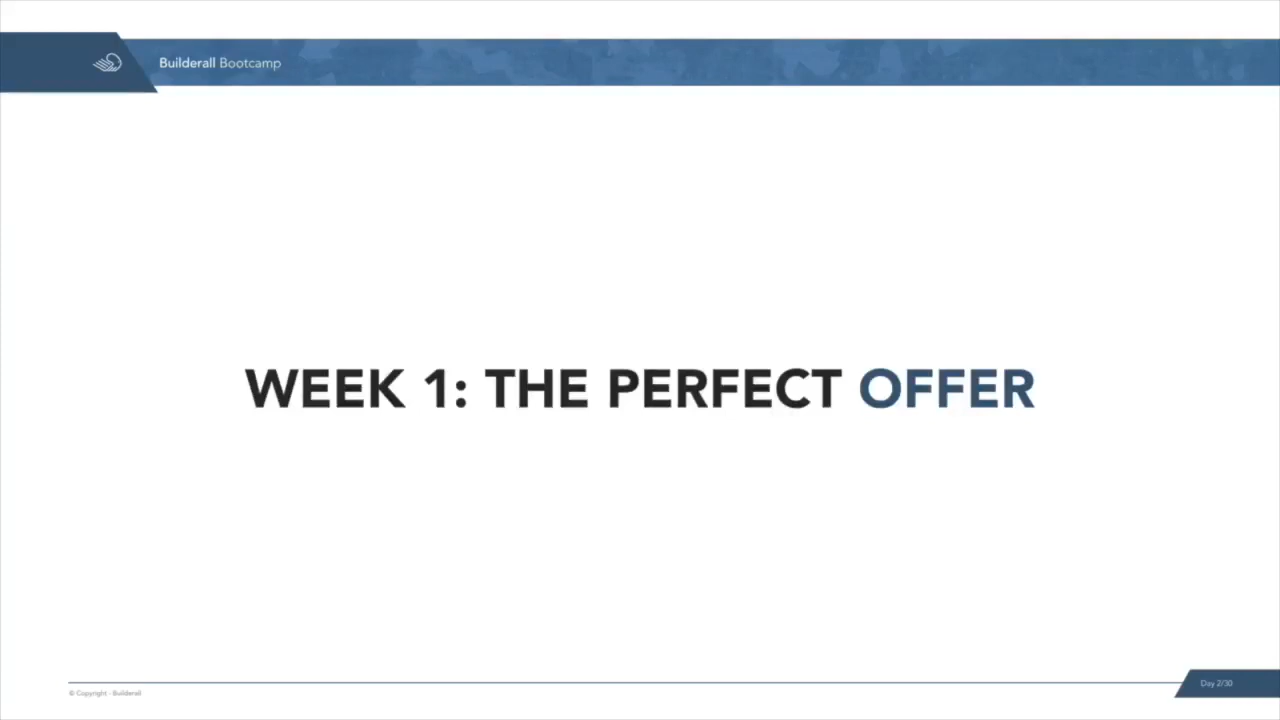 Builderall Bootcamp
WEEK 1: THE PERFECT OFFER
© Copyright - Builderall
Day 2/30